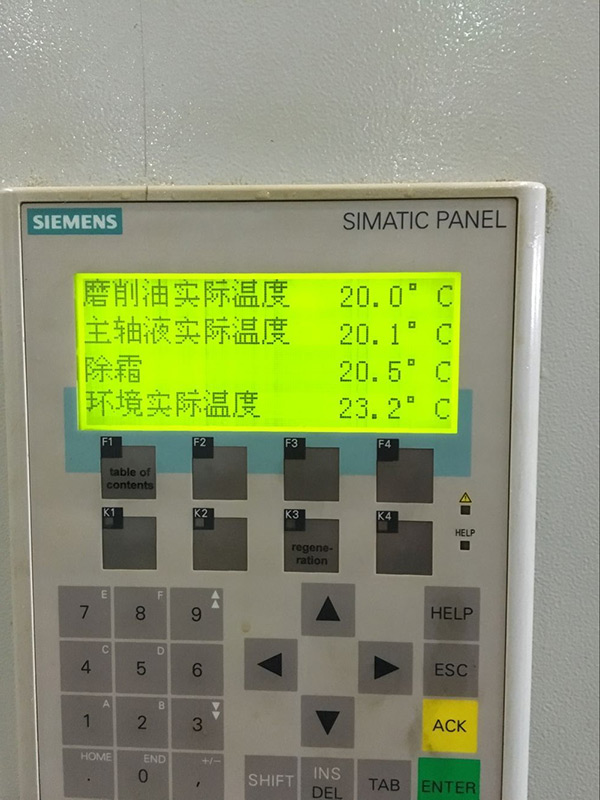 SIEMENS
SIMATIC PANEL
磨削油实际温度 20.0° C
主轴液实际温度 20.1° C
除霜 20.5° C
环境实际温度 23.2° C
F1 F2 F3 F4
table of
contents
K1 K2 K3 K4
regene-
ration
HELP
7 E 8 F 9 HELP
4 C 5 D 6 ESC
1 A 2 B 3 ACK
HOME END +/-
. 0 , SHIFT INS DEL TAB ENTER